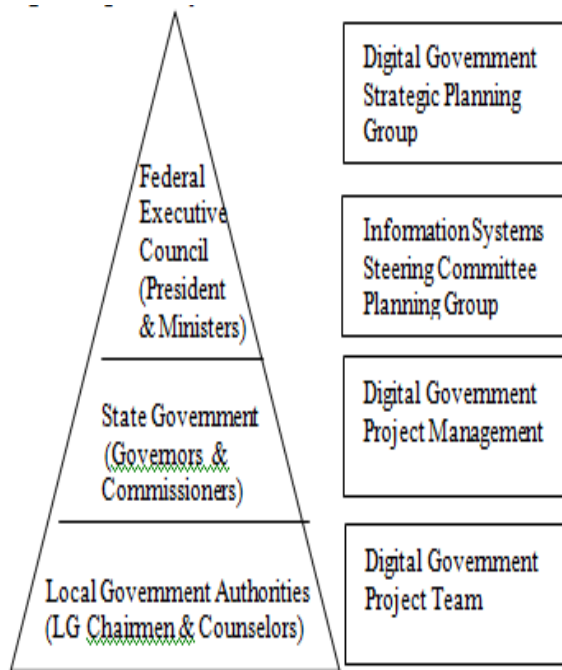 Federal
Executive
Council
(President
& Ministers)
State Government
(Governors &
Commissioners)
Local Government Authorities
(LG Chairmen & Counselors)
Digital Government
Strategic Planning
Group
Information Systems
Steering Committee
Planning Group
Digital Government
Project Management
Digital Government
Project Team